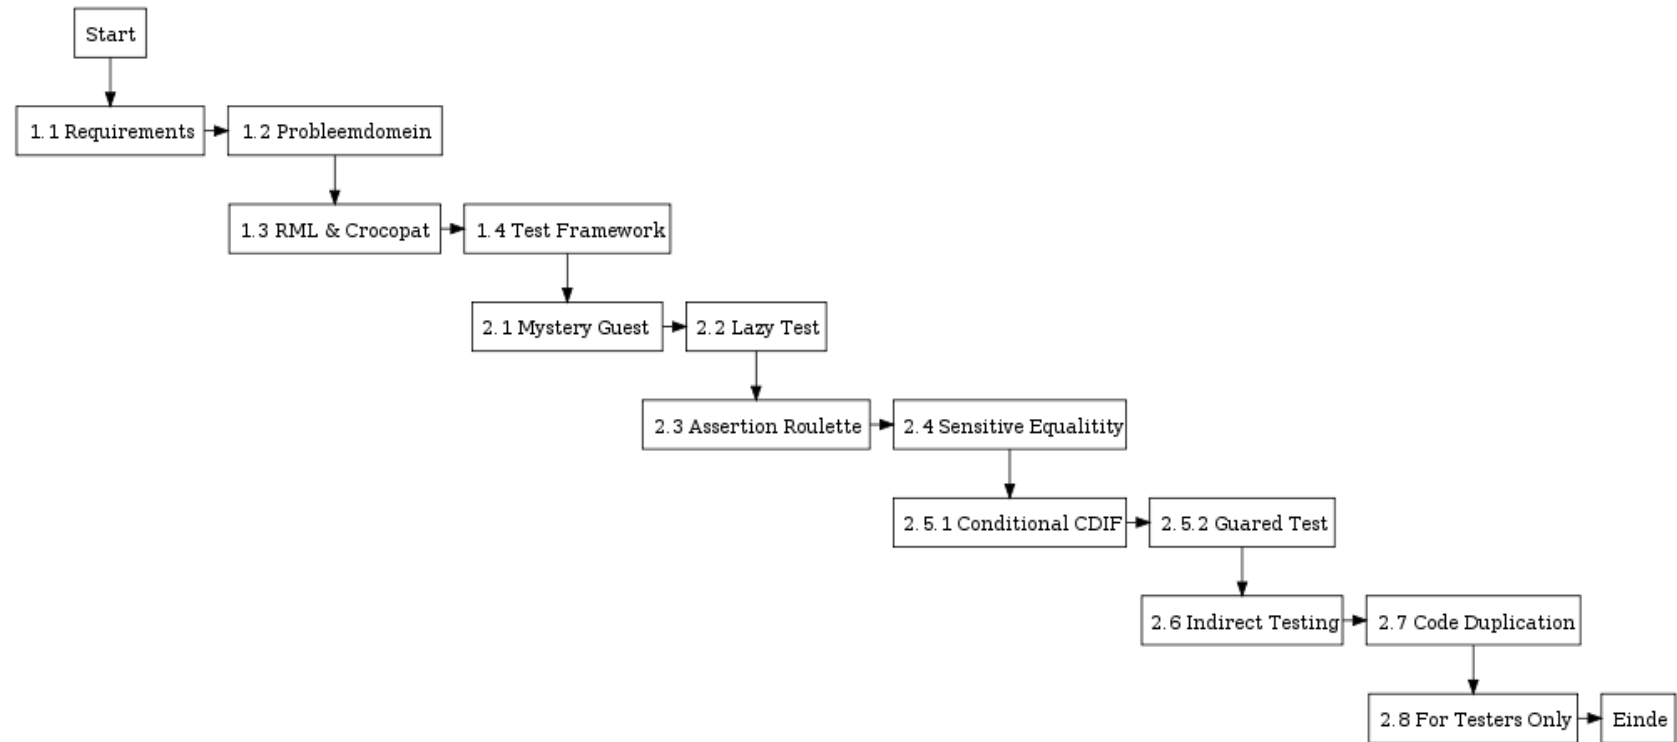 Start
1.1 Requirements
1.2 Probleemdomein
1.3 RML & Crocopat
1.4 Test Framework
2.1 Mystery Guest
2.2 Lazy Test
2.3 Assertion Roulette
2.4 Sensitive Equalitity
2.5.1 Conditional CDIF
2.5.2 Guared Test
2.6 Indirect Testing
2.7 Code Duplication
2.8 For Testers Only
Einde